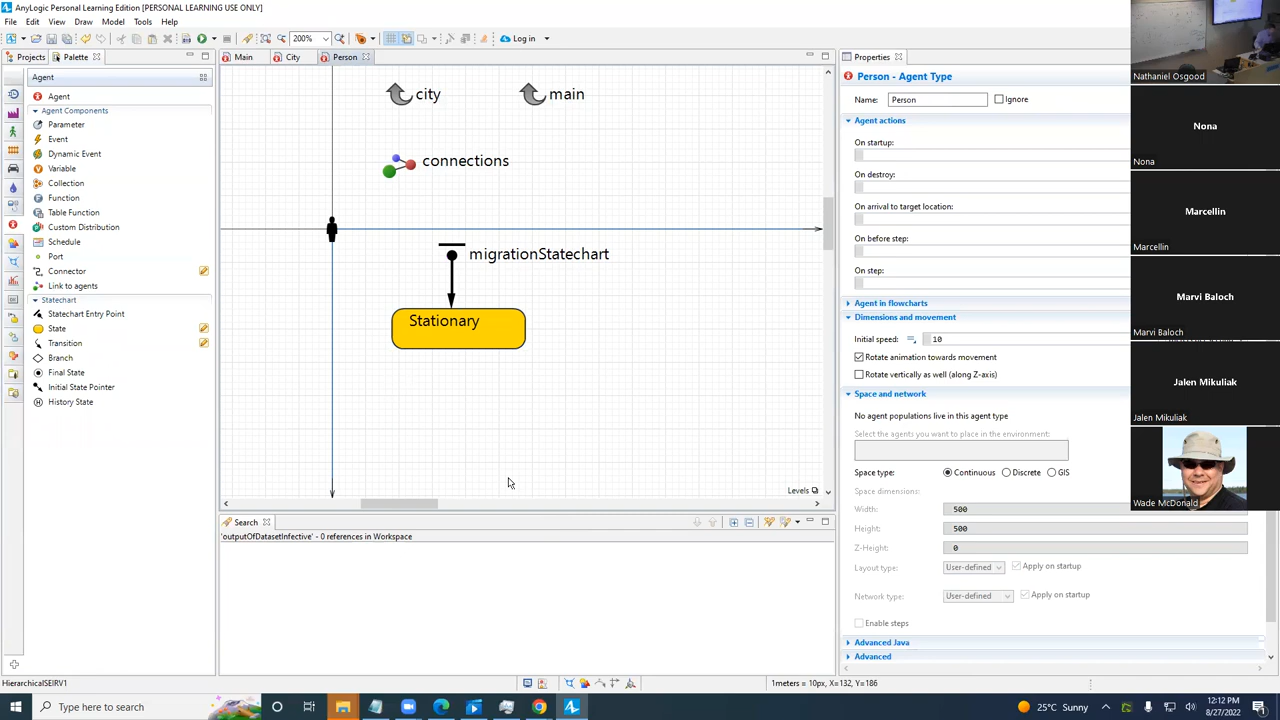 AnyLogic Personal Learning Edition [PERSONAL LEARNING USE ONLY]
File Edit View Draw Model Tools Help
200% Log in
Projects Palette
Main City Person
Properties
Agent
Agent
Agent Components
Parameter
Event
Dynamic Event
Variable
Collection
Function
Table Function
Custom Distribution
Schedule
Port
Connector
Link to agents
Statechart
Statechart Entry Point
State
Transition
Branch
Final State
Initial State Pointer
History State
city main
connections
migrationStatechart
Stationary
Levels
Search
'outputOfDatasetInfective' - 0 references in Workspace
Person - Agent Type
Name: Person Ignore
Agent actions
On startup:
On destroy:
On arrival to target location:
On before step:
On step:
Agent in flowcharts
Dimensions and movement
Initial speed: 10
Rotate animation towards movement
Rotate vertically as well (along Z-axis)
Space and network
No agent populations live in this agent type
Select the agents you want to place in the environment:
Space type: Continuous Discrete GIS
Space dimensions:
Width: 500
Height: 500
Z-Height: 0
Layout type: User-defined Apply on startup
Network type: User-defined Apply on startup
Enable steps
Advanced Java
Advanced
Nathaniel Osgood
Nona
Nona
Marcellin
Marcellin
Marvi Baloch
Marvi Baloch
Jalen Mikuliak
Jalen Mikuliak
Wade McDonald
HierarchicalSEIRV1
1meters = 10px, X=132, Y=186
Type here to search
25°C Sunny
12:12 PM
8/27/2022